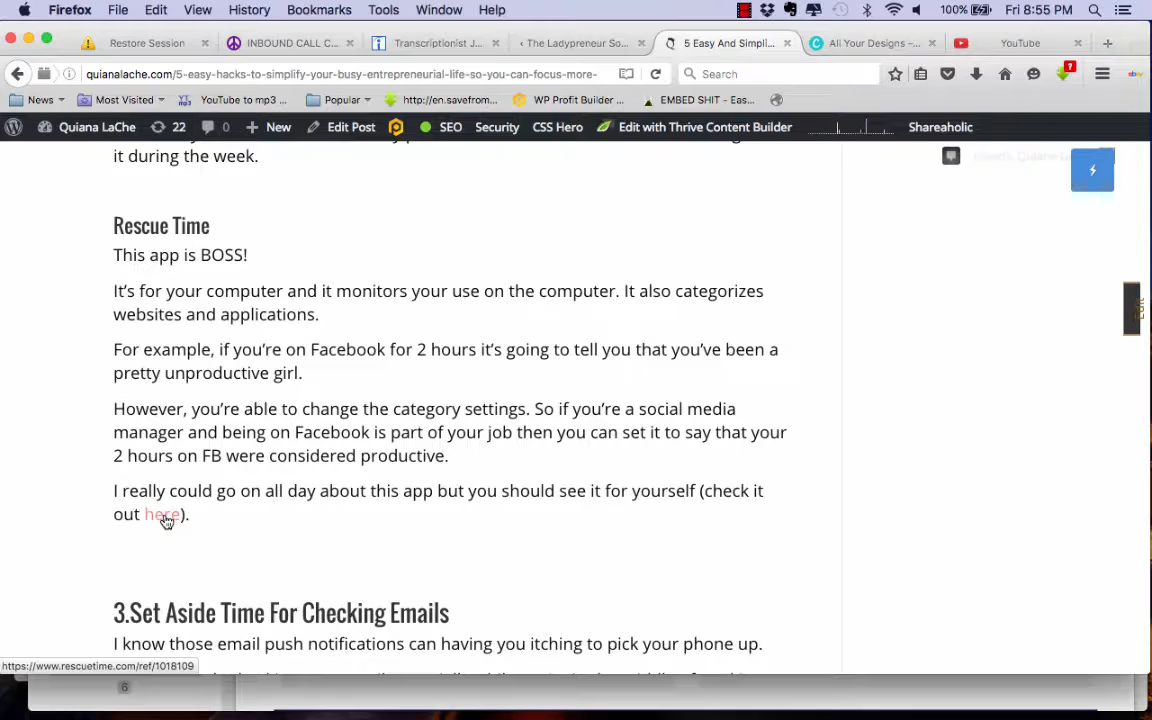 Firefox File Edit View History Bookmarks Tools Window Help 100% Fri 8:55 PM
Restore Session INBOUND CALL C... Transcriptionist J... ‹ The Ladypreneur So... 5 Easy And Simpli... All Your Designs –... YouTube
quianalache.com/5-easy-hacks-to-simplify-your-busy-entrepreneurial-life-so-you-can-focus-more- Search
News Most Visited YouTube to mp3 ... Popular http://en.savefrom... WP Profit Builder ... EMBED SHIT - Eas...
Quiana LaChe 22 0 New Edit Post SEO Security CSS Hero Edit with Thrive Content Builder Shareaholic
it during the week.
Rescue Time
This app is BOSS!
It’s for your computer and it monitors your use on the computer. It also categorizes
websites and applications.
For example, if you’re on Facebook for 2 hours it’s going to tell you that you’ve been a
pretty unproductive girl.
However, you’re able to change the category settings. So if you’re a social media
manager and being on Facebook is part of your job then you can set it to say that your
2 hours on FB were considered productive.
I really could go on all day about this app but you should see it for yourself (check it
out here).
Edit
3.Set Aside Time For Checking Emails
I know those email push notifications can having you itching to pick your phone up.
https://www.rescuetime.com/ref/1018109
6